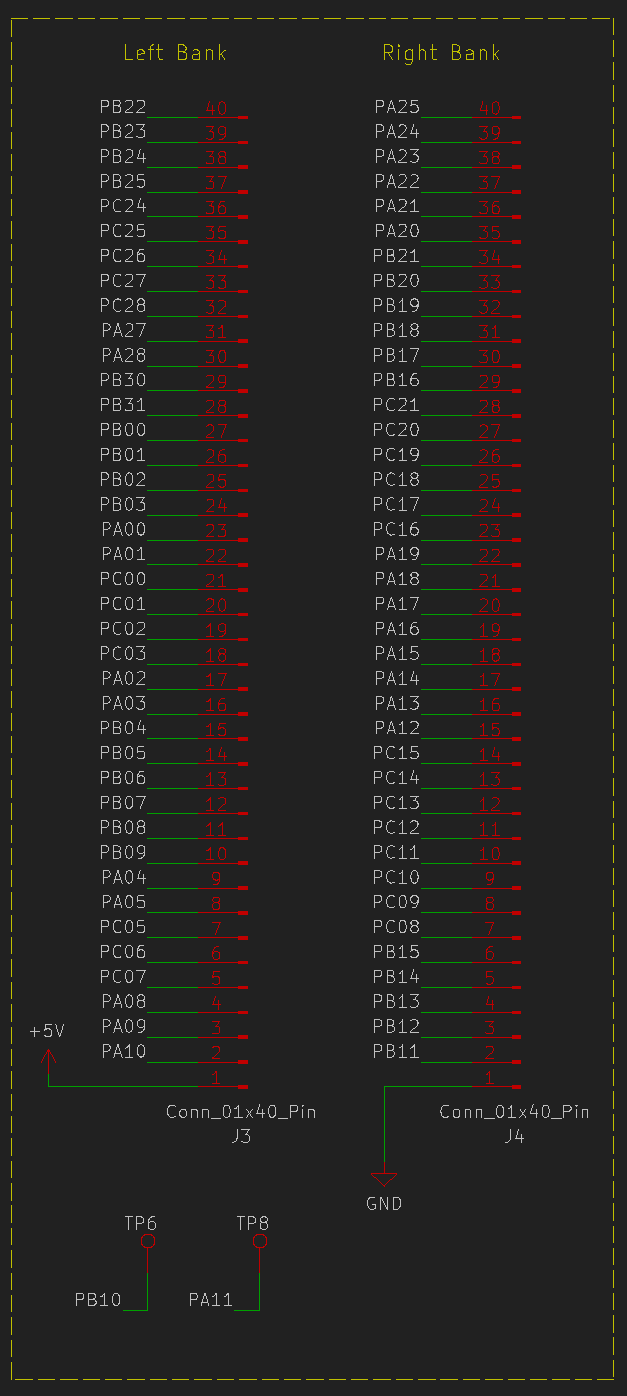 Left Bank Right Bank
PB22 40 PA25 40
PB23 39 PA24 39
PB24 38 PA23 38
PB25 37 PA22 37
PC24 36 PA21 36
PC25 35 PA20 35
PC26 34 PB21 34
PC27 33 PB20 33
PC28 32 PB19 32
PA27 31 PB18 31
PA28 30 PB17 30
PB30 29 PB16 29
PB31 28 PC21 28
PB00 27 PC20 27
PB01 26 PC19 26
PB02 25 PC18 25
PB03 24 PC17 24
PA00 23 PC16 23
PA01 22 PA19 22
PC00 21 PA18 21
PC01 20 PA17 20
PC02 19 PA16 19
PC03 18 PA15 18
PA02 17 PA14 17
PA03 16 PA13 16
PB04 15 PA12 15
PB05 14 PC15 14
PB06 13 PC14 13
PB07 12 PC13 12
PB08 11 PC12 11
PB09 10 PC11 10
PA04 9 PC10 9
PA05 8 PC09 8
PC05 7 PC08 7
PC06 6 PB15 6
PC07 5 PB14 5
PA08 4 PB13 4
PA09 3 PB12 3
+5V
PA10 2 PB11 2
1 1
Conn_01x40_Pin Conn_01x40_Pin
J3 J4
GND
TP6 TP8
PB10 PA11